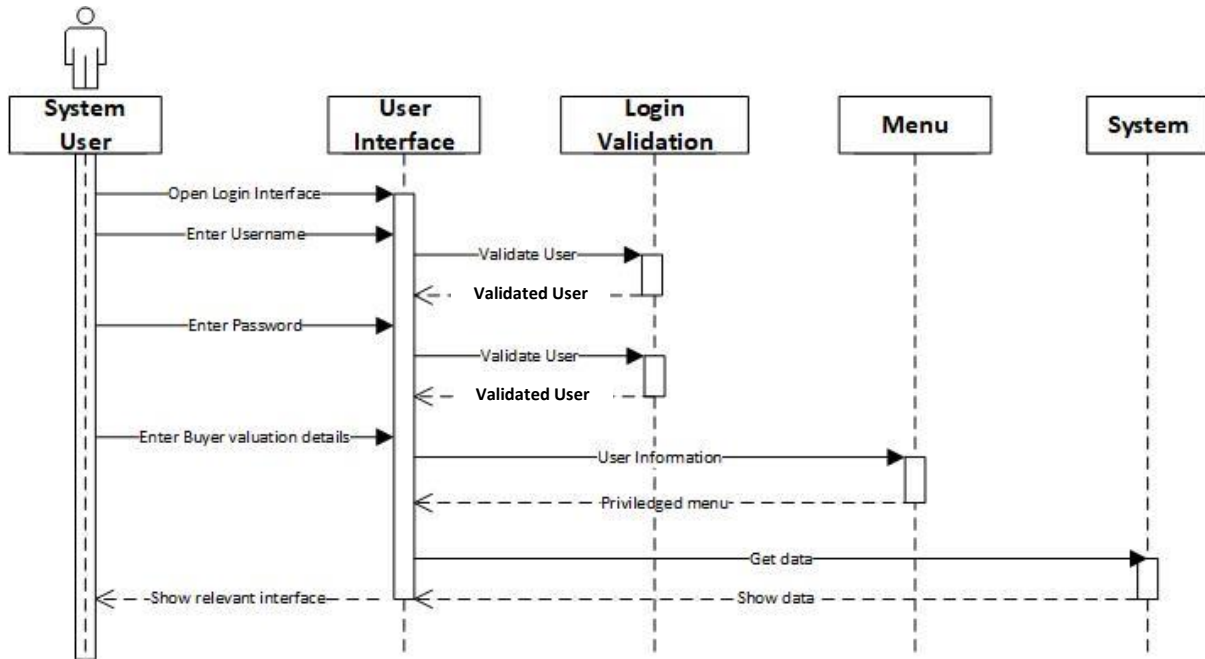 System
User
User
Interface
Login
Validation
Menu
System
Open Login Interface
Enter Username
Validate User
Validated User
Enter Password
Validate User
Validated User
Enter Buyer valuation details
User Information
Priviledged menu
Get data
Show relevant interface
Show data